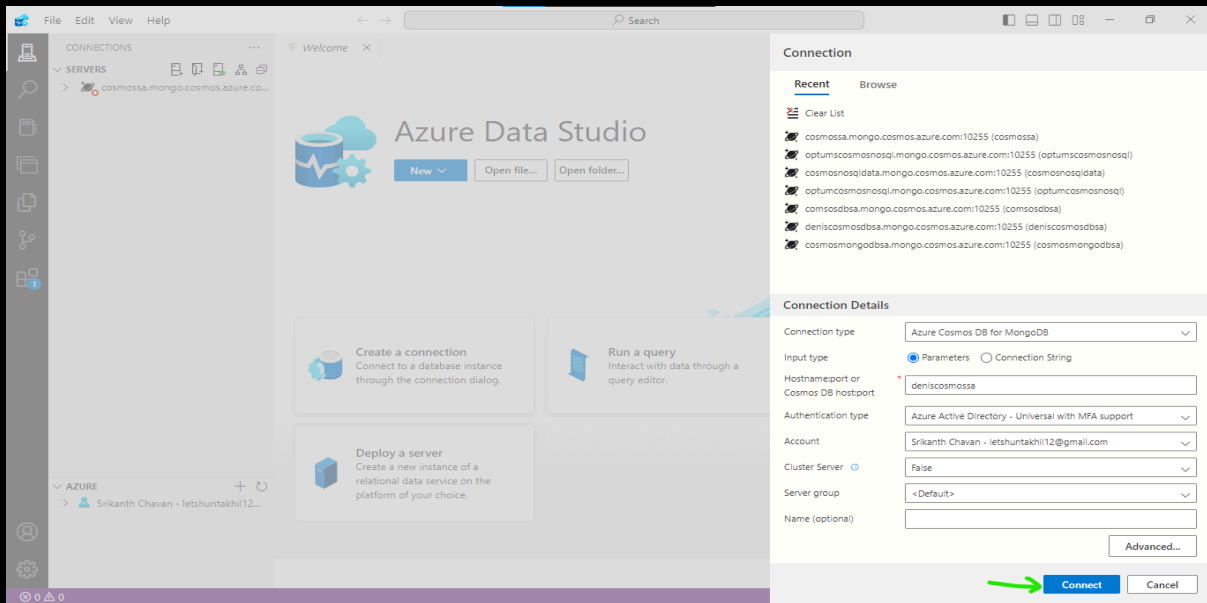 File Edit View Help
Search
CONNECTIONS
SERVERS
cosmossa.mongo.cosmos.azure.co...
AZURE
Srikanth Chavan - letshuntakhil12...
1
0 0
Welcome
Azure Data Studio
New Open file... Open folder...
Create a connection
Connect to a database instance
through the connection dialog.
Run a query
Interact with data through a
query editor.
Deploy a server
Create a new instance of a
relational data service on the
platform of your choice.
Connection
Recent Browse
Clear List
cosmossa.mongo.cosmos.azure.com:10255 (cosmossa)
optumscosmosnosql.mongo.cosmos.azure.com:10255 (optumscosmosnosql)
cosmosnosqldata.mongo.cosmos.azure.com:10255 (cosmosnosqldata)
optumcosmosnosql.mongo.cosmos.azure.com:10255 (optumcosmosnosql)
comsosdbsa.mongo.cosmos.azure.com:10255 (comsosdbsa)
deniscosmosdbsa.mongo.cosmos.azure.com:10255 (deniscosmosdbsa)
cosmosmongodbsa.mongo.cosmos.azure.com:10255 (cosmosmongodbsa)
Connection Details
Connection type Azure Cosmos DB for MongoDB
Input type Parameters Connection String
Hostname:port or
Cosmos DB host:port * deniscosmossa
Authentication type Azure Active Directory - Universal with MFA support
Account Srikanth Chavan - letshuntakhil12@gmail.com
Cluster Server False
Server group <Default>
Name (optional)
Advanced...
Connect Cancel